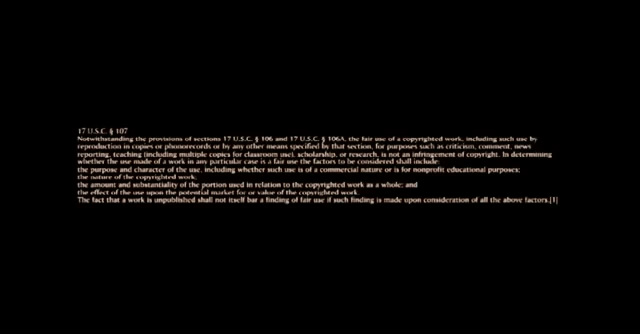 17 U.S.C. § 107
Notwithstanding the provisions of sections 17 U.S.C. § 106 and 17 U.S.C. § 106A, the fair use of a copyrighted work, including such use by
reproduction in copies or phonorecords or by any other means specified by that section, for purposes such as criticism, comment, news
reporting, teaching (including multiple copies for classroom use), scholarship, or research, is not an infringement of copyright. In determining
whether the use made of a work in any particular case is a fair use the factors to be considered shall include:
the purpose and character of the use, including whether such use is of a commercial nature or is for nonprofit educational purposes;
the nature of the copyrighted work;
the amount and substantiality of the portion used in relation to the copyrighted work as a whole; and
the effect of the use upon the potential market for or value of the copyrighted work.
The fact that a work is unpublished shall not itself bar a finding of fair use if such finding is made upon consideration of all the above factors.[1]